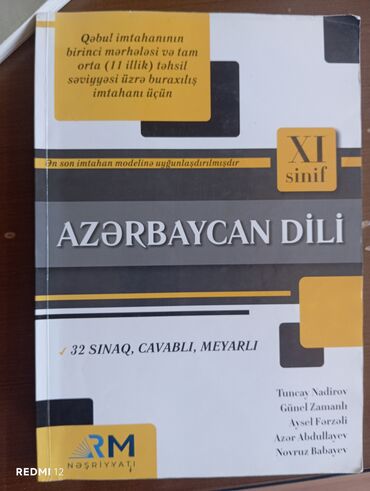 Qəbul imtahanının
birinci mərhələsi və tam
orta (11 illik) təhsil
səviyyəsi üzrə buraxılış
imtahanı üçün
Ən son imtahan modelinə uyğunlaşdırılmışdır
XI
sinif
AZƏRBAYCAN DİLİ
✓ 32 SINAQ, CAVABLI, MEYARLI
Tuncay Nadirov
Günel Zamanlı
Aysel Fərzəli
Azər Abdullayev
Novruz Babayev
RM
NƏŞRİYYATI
REDMI 12